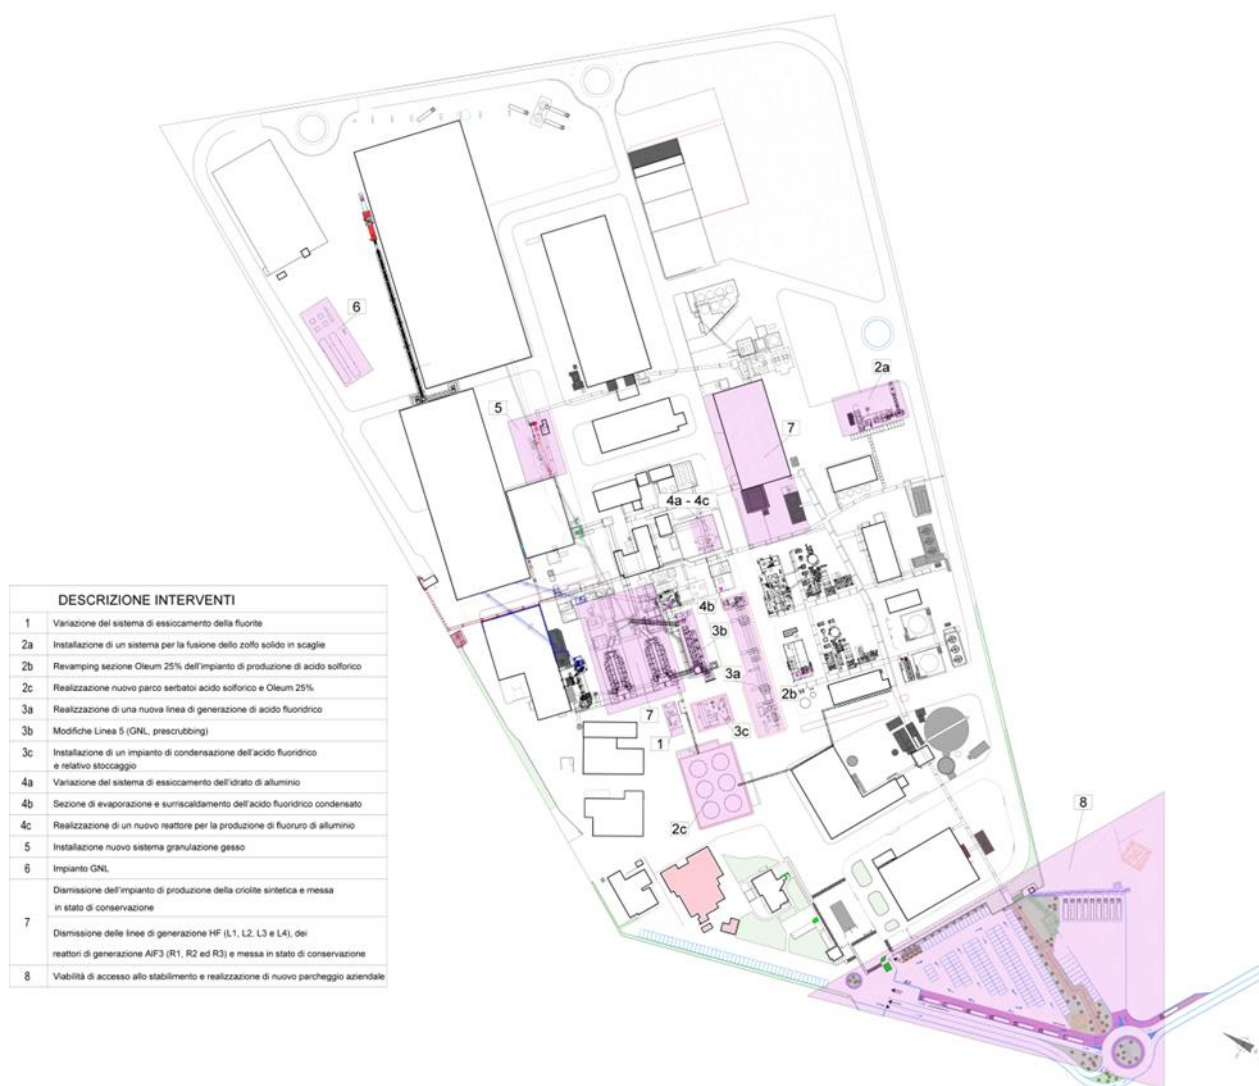 6
2a
5
7
4a - 4c
4b
3b
3a
2b
7
3c
1
2c
8
DESCRIZIONE INTERVENTI
1 Variazione del sistema di essiccamento della fluorite
2a Installazione di un sistema per la fusione dello zolfo solido in scaglie
2b Revamping sezione Oleum 25% dell'impianto di produzione di acido solforico
2c Realizzazione nuovo parco serbatoi acido solforico e Oleum 25%
3a Realizzazione di una nuova linea di generazione di acido fluoridrico
3b Modifiche Linea 5 (GNL, prescrubbing)
3c Installazione di un impianto di condensazione dell'acido fluoridrico
e relativo stoccaggio
4a Variazione del sistema di essiccamento dell'idrato di alluminio
4b Sezione di evaporazione e surriscaldamento dell'acido fluoridrico condensato
4c Realizzazione di un nuovo reattore per la produzione di fluoruro di alluminio
5 Installazione nuovo sistema granulazione gesso
6 Impianto GNL
7 Dismissione dell'impianto di produzione della criolite sintetica e messa
in stato di conservazione
Dismissione delle linee di generazione HF (L1, L2, L3 e L4), dei
reattori di generazione AlF3 (R1, R2 ed R3) e messa in stato di conservazione
8 Viabilità di accesso allo stabilimento e realizzazione di nuovo parcheggio aziendale